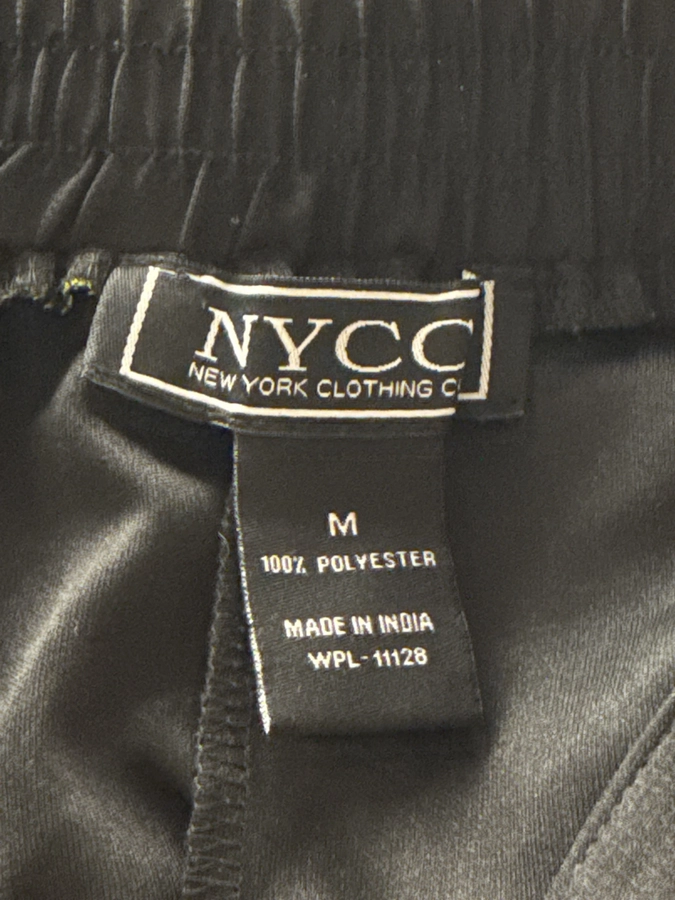 NYCC
NEW YORK CLOTHING
M
100% POLYESTER
MADE IN INDIA
WPL-11128